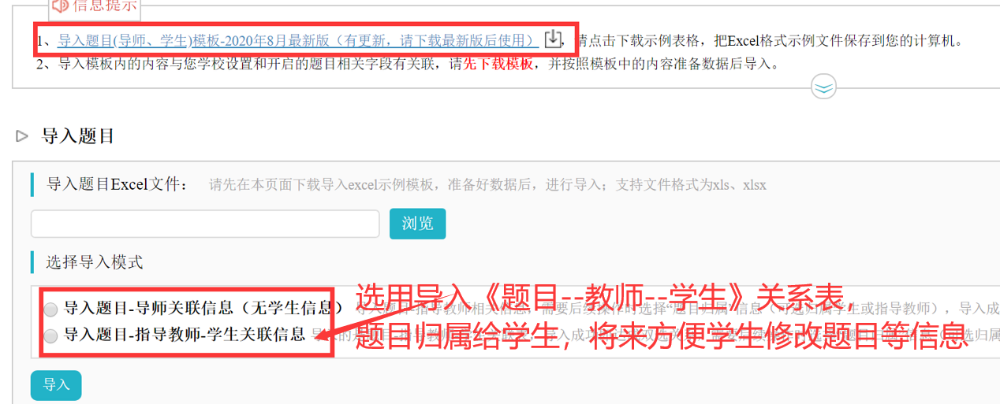 信息提示
1、导入题目(导师、学生)模板-2020年8月最新版（有更新，请下载最新版后使用） ，请点击下载示例表格，把Excel格式示例文件保存到您的计算机。
2、导入模板内的内容与您学校设置和开启的题目相关字段有关联，请先下载模板，并按照模板中的内容准备数据后导入。
导入题目
导入题目Excel文件： 请先在本页面下载导入excel示例模板，准备好数据后，进行导入；支持文件格式为xls、xlsx
浏览
选择导入模式
选用导入《题目--教师--学生》关系表，
导入题目-导师关联信息（无学生信息） 指导教师相关信息，需要后续操作时选择“题目归属”信息（可选归属学生或指导教师），导入成
题目归属给学生，将来方便学生修改题目等信息
导入题目-指导教师-学生关联信息
导入